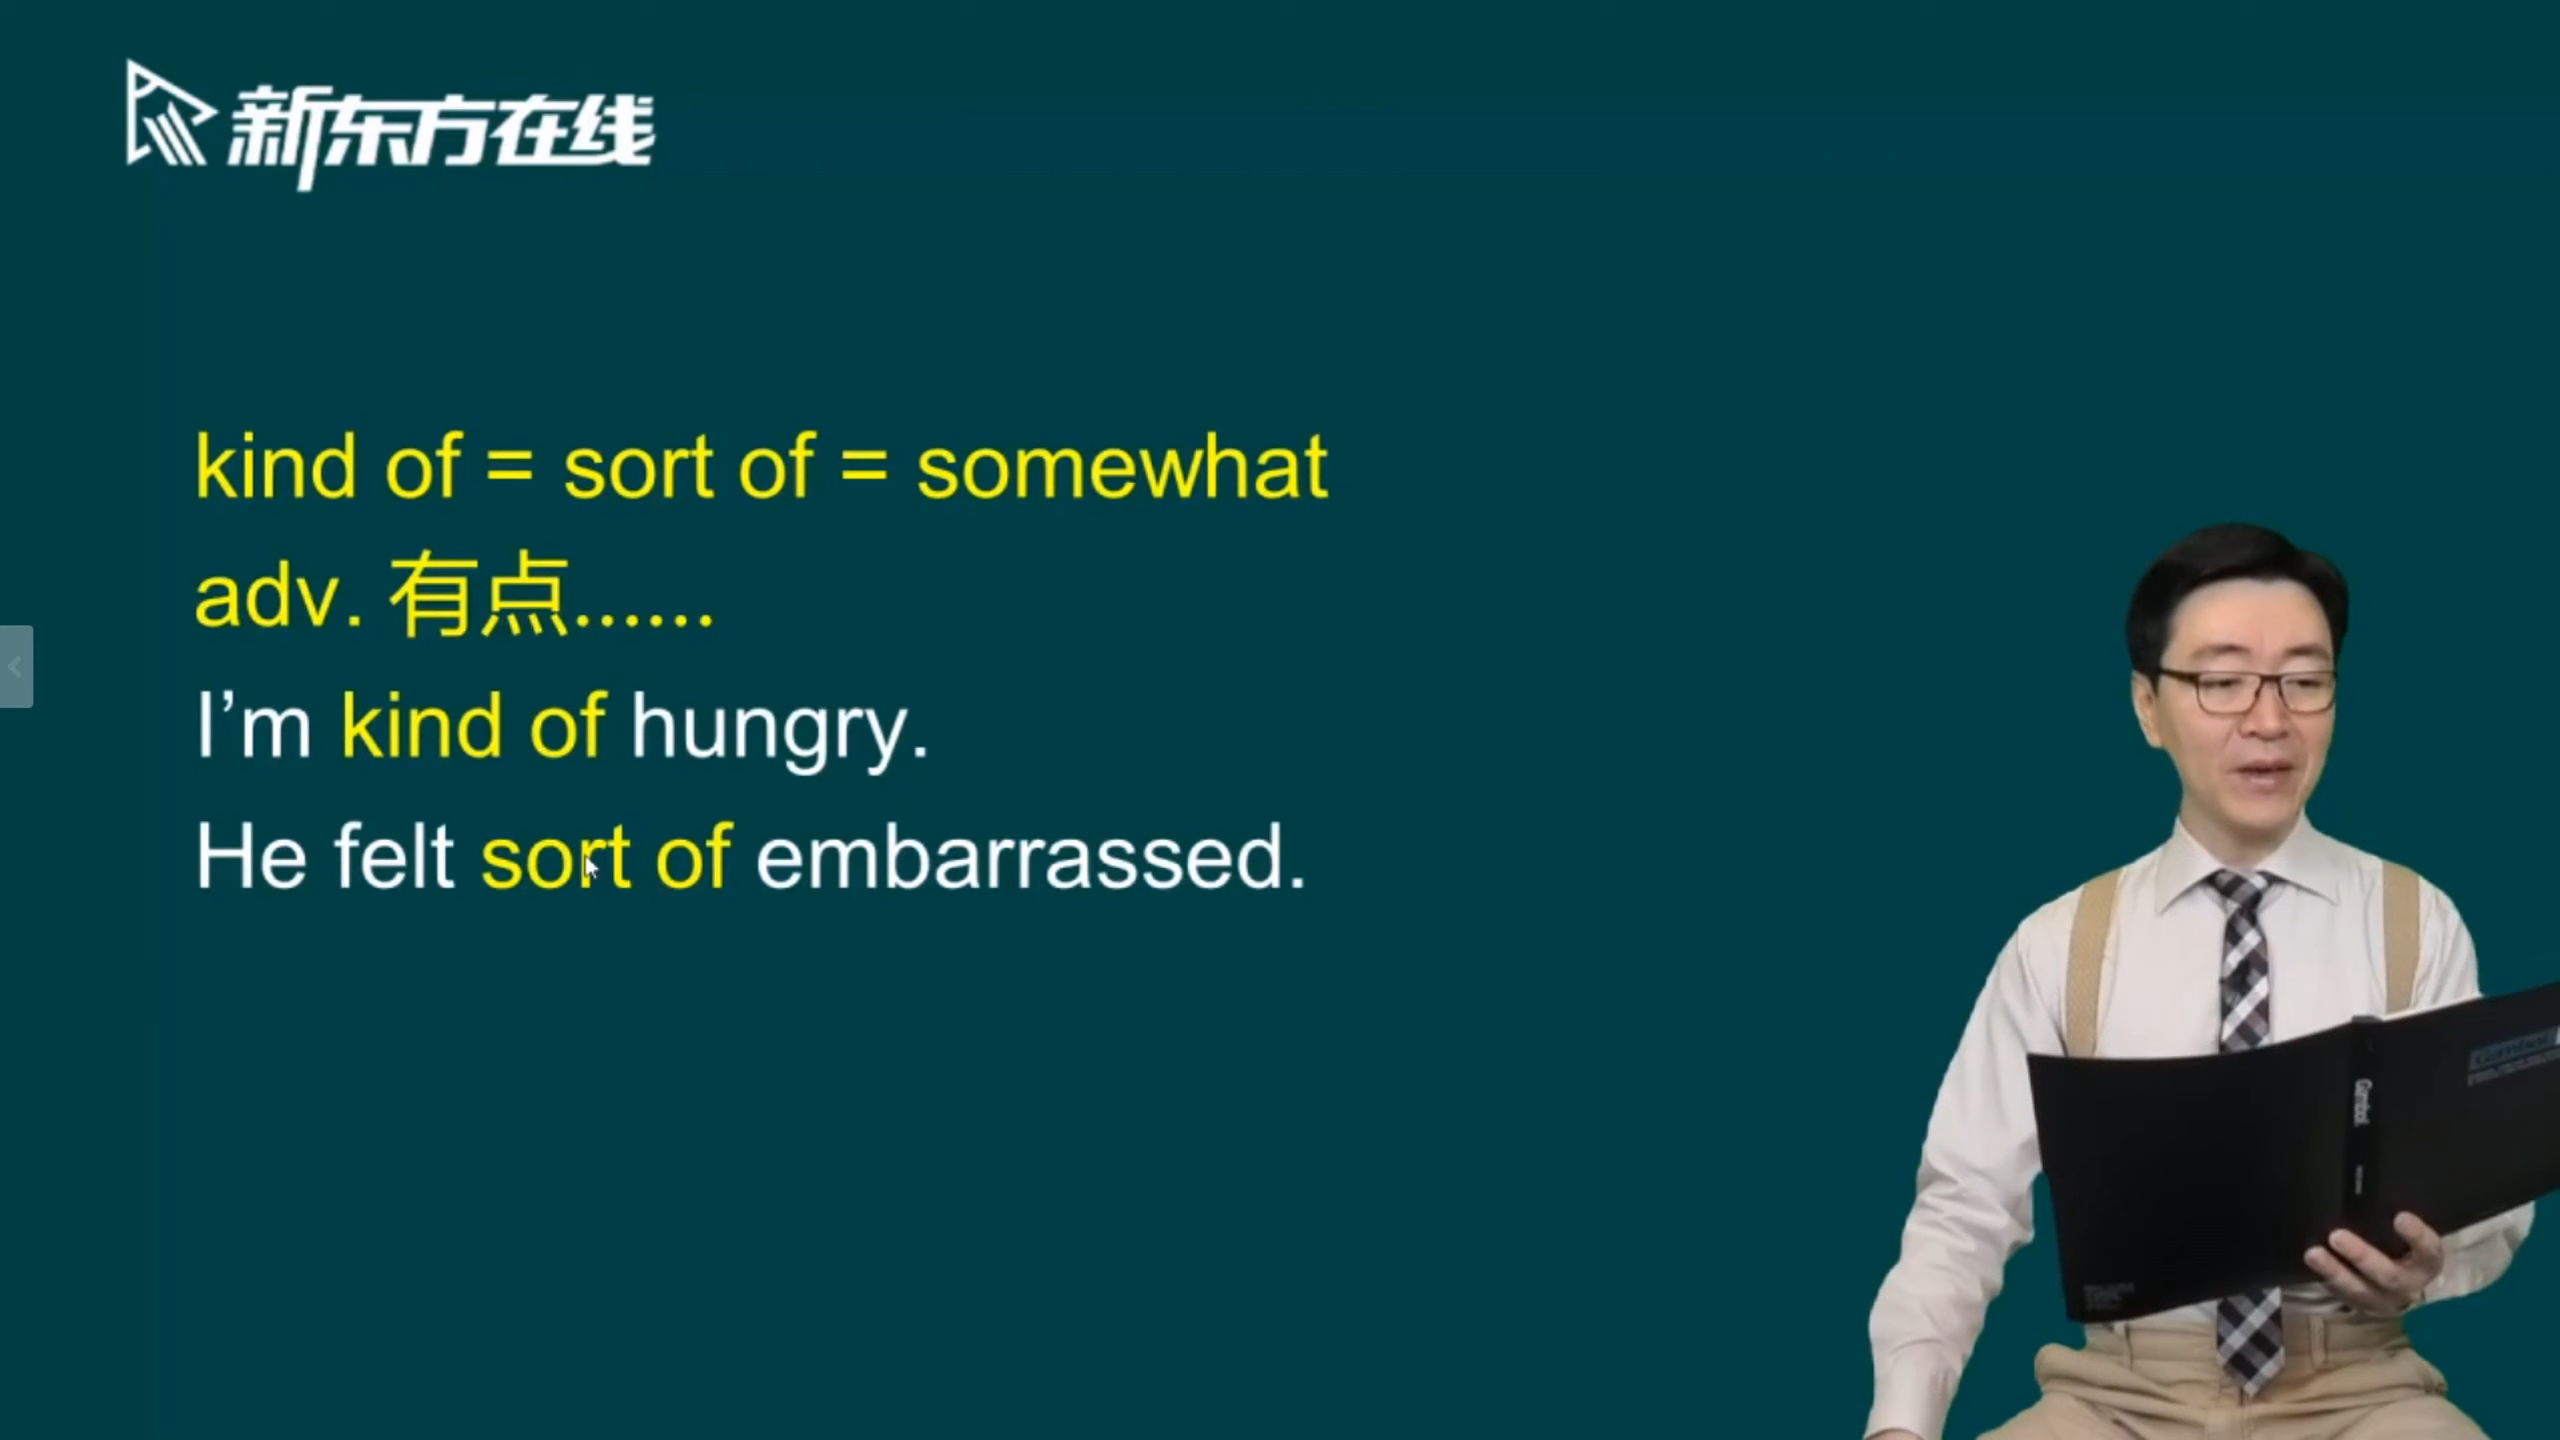 新东方在线
kind of = sort of = somewhat
adv. 有点......
I’m kind of hungry.
He felt sort of embarrassed.
Gambol